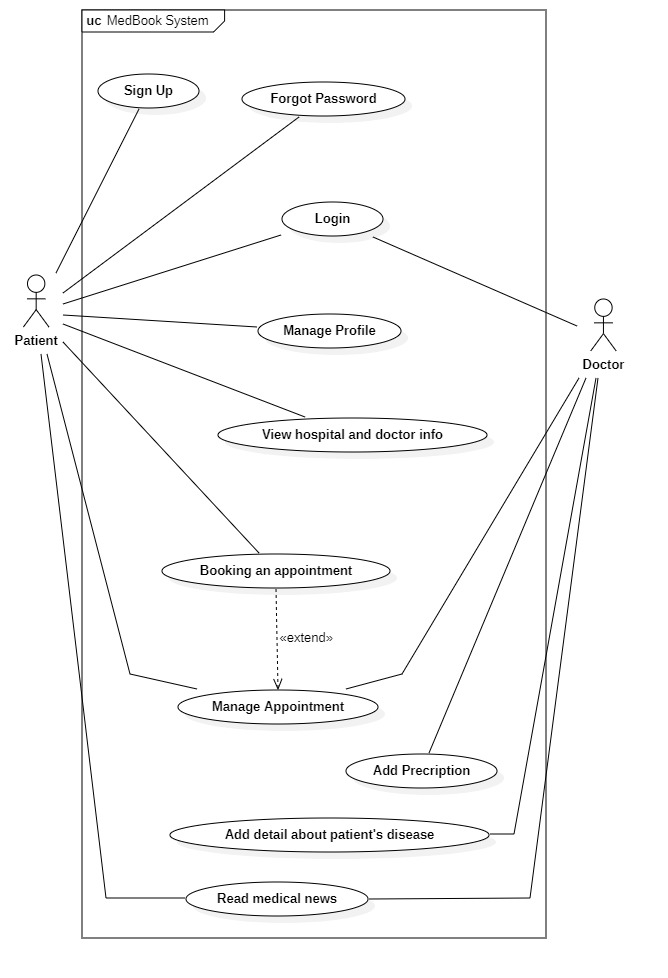 uc MedBook System
Sign Up
Forgot Password
Login
Patient
Manage Profile
Doctor
View hospital and doctor info
Booking an appointment
«extend»
Manage Appointment
Add Precription
Add detail about patient's disease
Read medical news